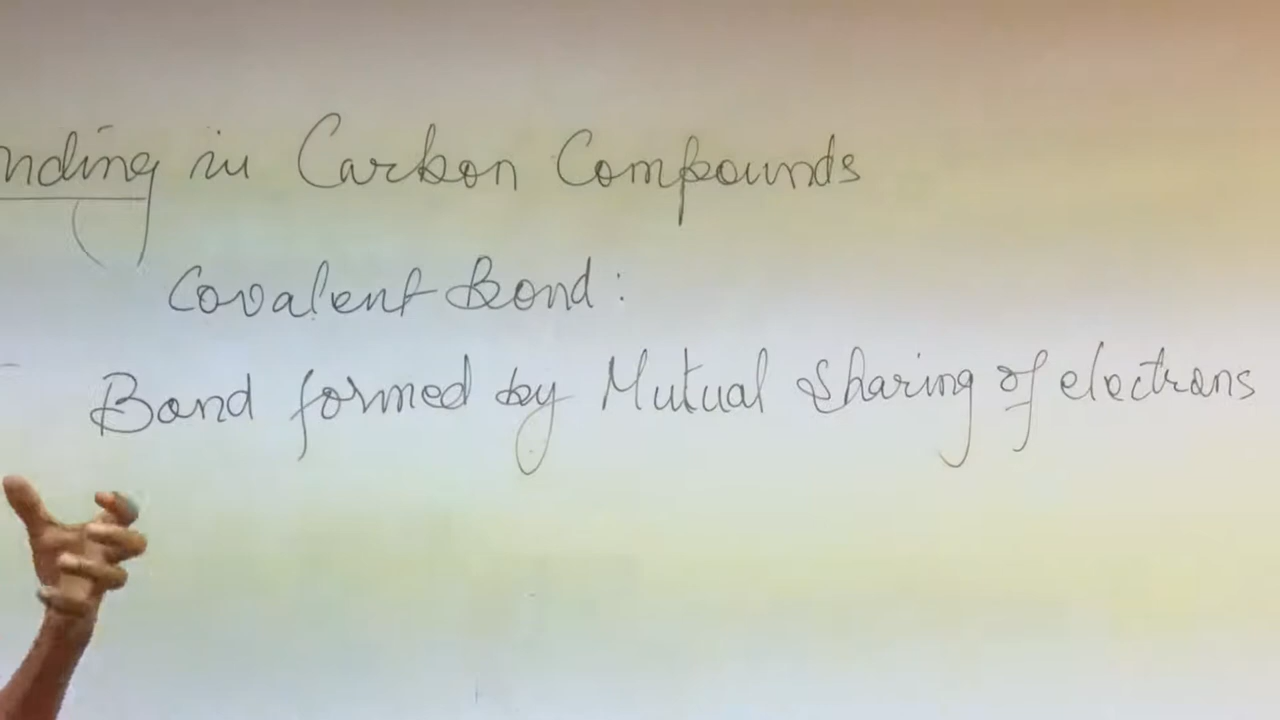 nding in Carbon Compounds
Covalent Bond :
Bond formed by Mutual Sharing of electrons